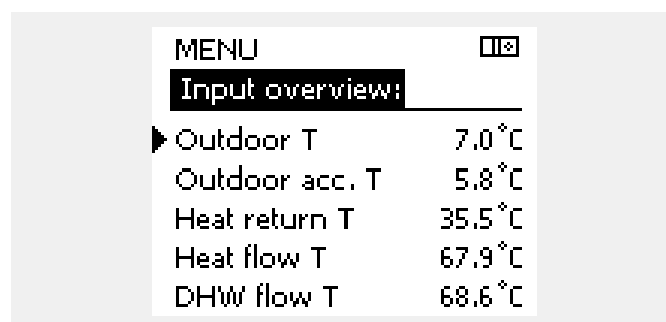 MENU
Input overview:
Outdoor T 7.0°C
Outdoor acc. T 5.8°C
Heat return T 35.5°C
Heat flow T 67.9°C
DHW flow T 68.6°C